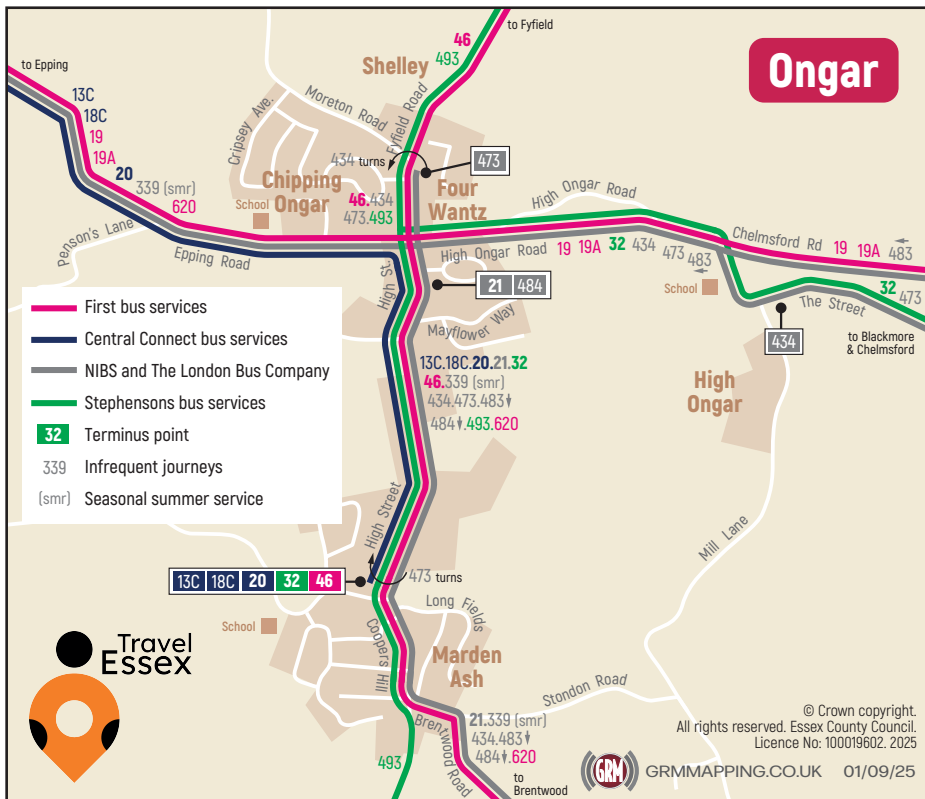 Ongar
to Fyfield
46
493
Shelley
to Epping
13C
18C
19
19A
20
339 (smr)
620
Cripsey Ave.
Moreton Road
Fyfield Road
434 turns
473
Chipping
Ongar
School
46.434
473.493
Four
Wantz
High Ongar Road
Penson's Lane
Epping Road
High St.
High Ongar Road
19 19A 32 434
473
483
Chelmsford Rd
19 19A
483
21 484
School
The Street
32
473
to Blackmore
& Chelmsford
434
Mayflower Way
High
Ongar
First bus services
Central Connect bus services
NIBS and The London Bus Company
Stephensons bus services
32 Terminus point
339 Infrequent journeys
(smr) Seasonal summer service
13C.18C.20.21.32
46.339 (smr)
434.473.483
484.493.620
High Street
Mill Lane
13C 18C 20 32 46
473 turns
School
Long Fields
Coopers Hill
Marden
Ash
Stondon Road
Brentwood Road
21.339 (smr)
434.483
484.620
493
to
Brentwood
Travel
Essex
© Crown copyright.
All rights reserved. Essex County Council.
Licence No: 100019602. 2025
GRM
GRMMAPPING.CO.UK 01/09/25